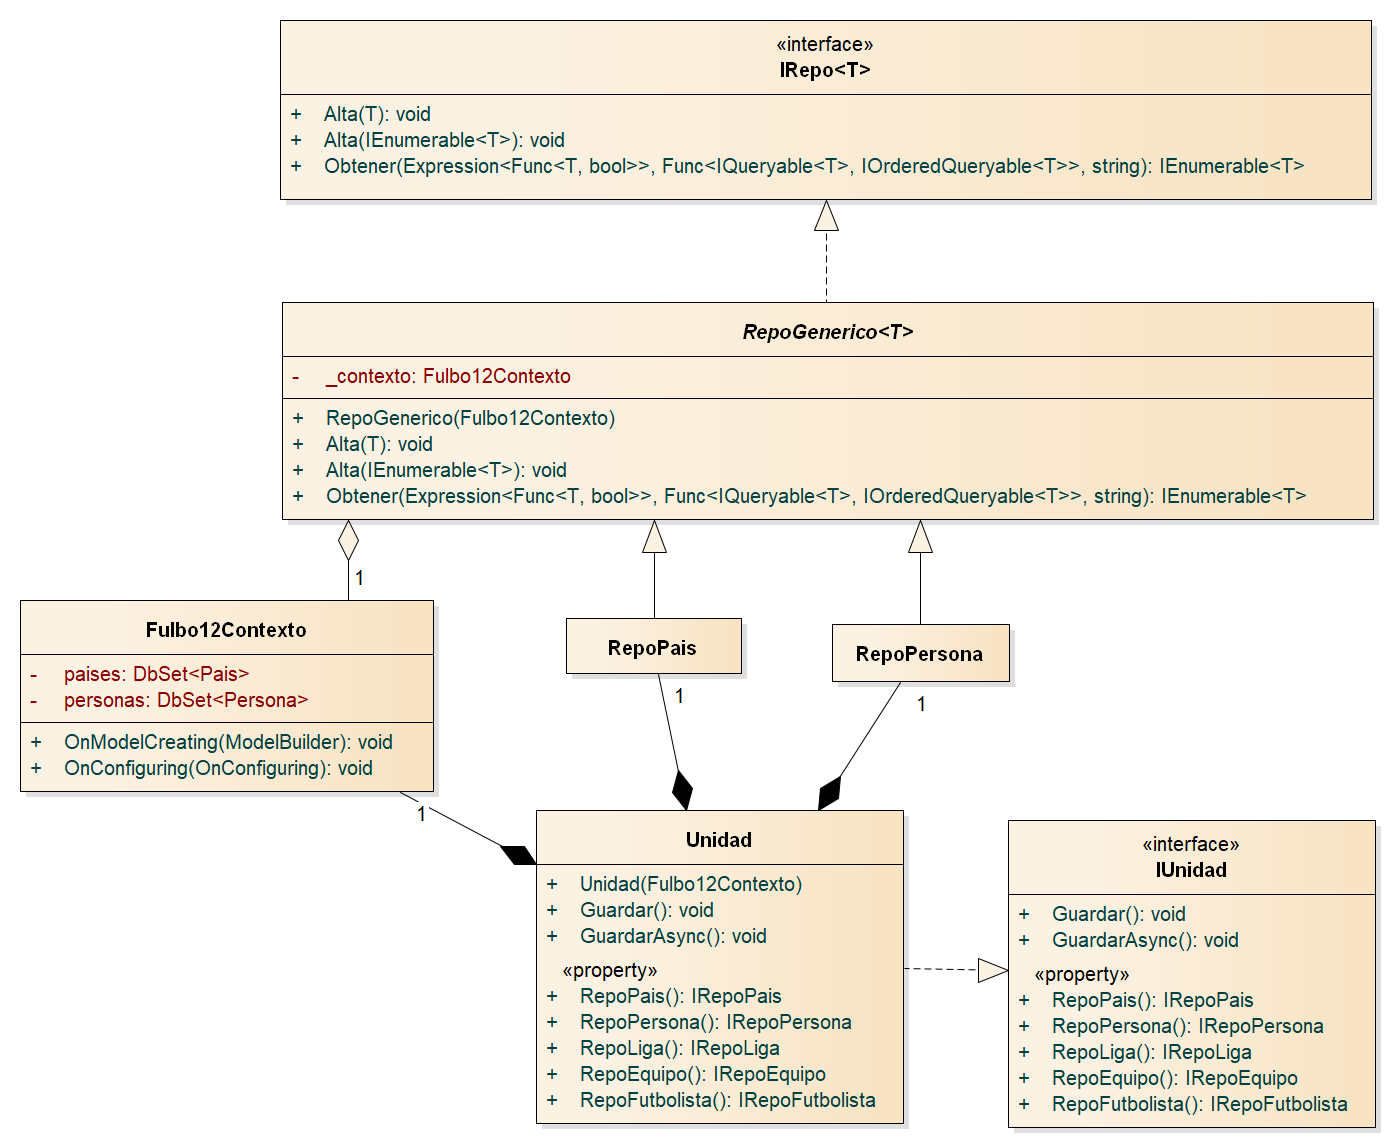 «interface»
IRepo<T>
+ Alta(T): void
+ Alta(IEnumerable<T>): void
+ Obtener(Expression<Func<T, bool>>, Func<IQueryable<T>, IOrderedQueryable<T>>, string): IEnumerable<T>
RepoGenerico<T>
- _contexto: Fulbo12Contexto
+ RepoGenerico(Fulbo12Contexto)
+ Alta(T): void
+ Alta(IEnumerable<T>): void
+ Obtener(Expression<Func<T, bool>>, Func<IQueryable<T>, IOrderedQueryable<T>>, string): IEnumerable<T>
1
Fulbo12Contexto
- paises: DbSet<Pais>
- personas: DbSet<Persona>
+ OnModelCreating(ModelBuilder): void
+ OnConfiguring(OnConfiguring): void
1
RepoPais
1
RepoPersona
1
Unidad
+ Unidad(Fulbo12Contexto)
+ Guardar(): void
+ GuardarAsync(): void
«property»
+ RepoPais(): IRepoPais
+ RepoPersona(): IRepoPersona
+ RepoLiga(): IRepoLiga
+ RepoEquipo(): IRepoEquipo
+ RepoFutbolista(): IRepoFutbolista
«interface»
IUnidad
+ Guardar(): void
+ GuardarAsync(): void
«property»
+ RepoPais(): IRepoPais
+ RepoPersona(): IRepoPersona
+ RepoLiga(): IRepoLiga
+ RepoEquipo(): IRepoEquipo
+ RepoFutbolista(): IRepoFutbolista